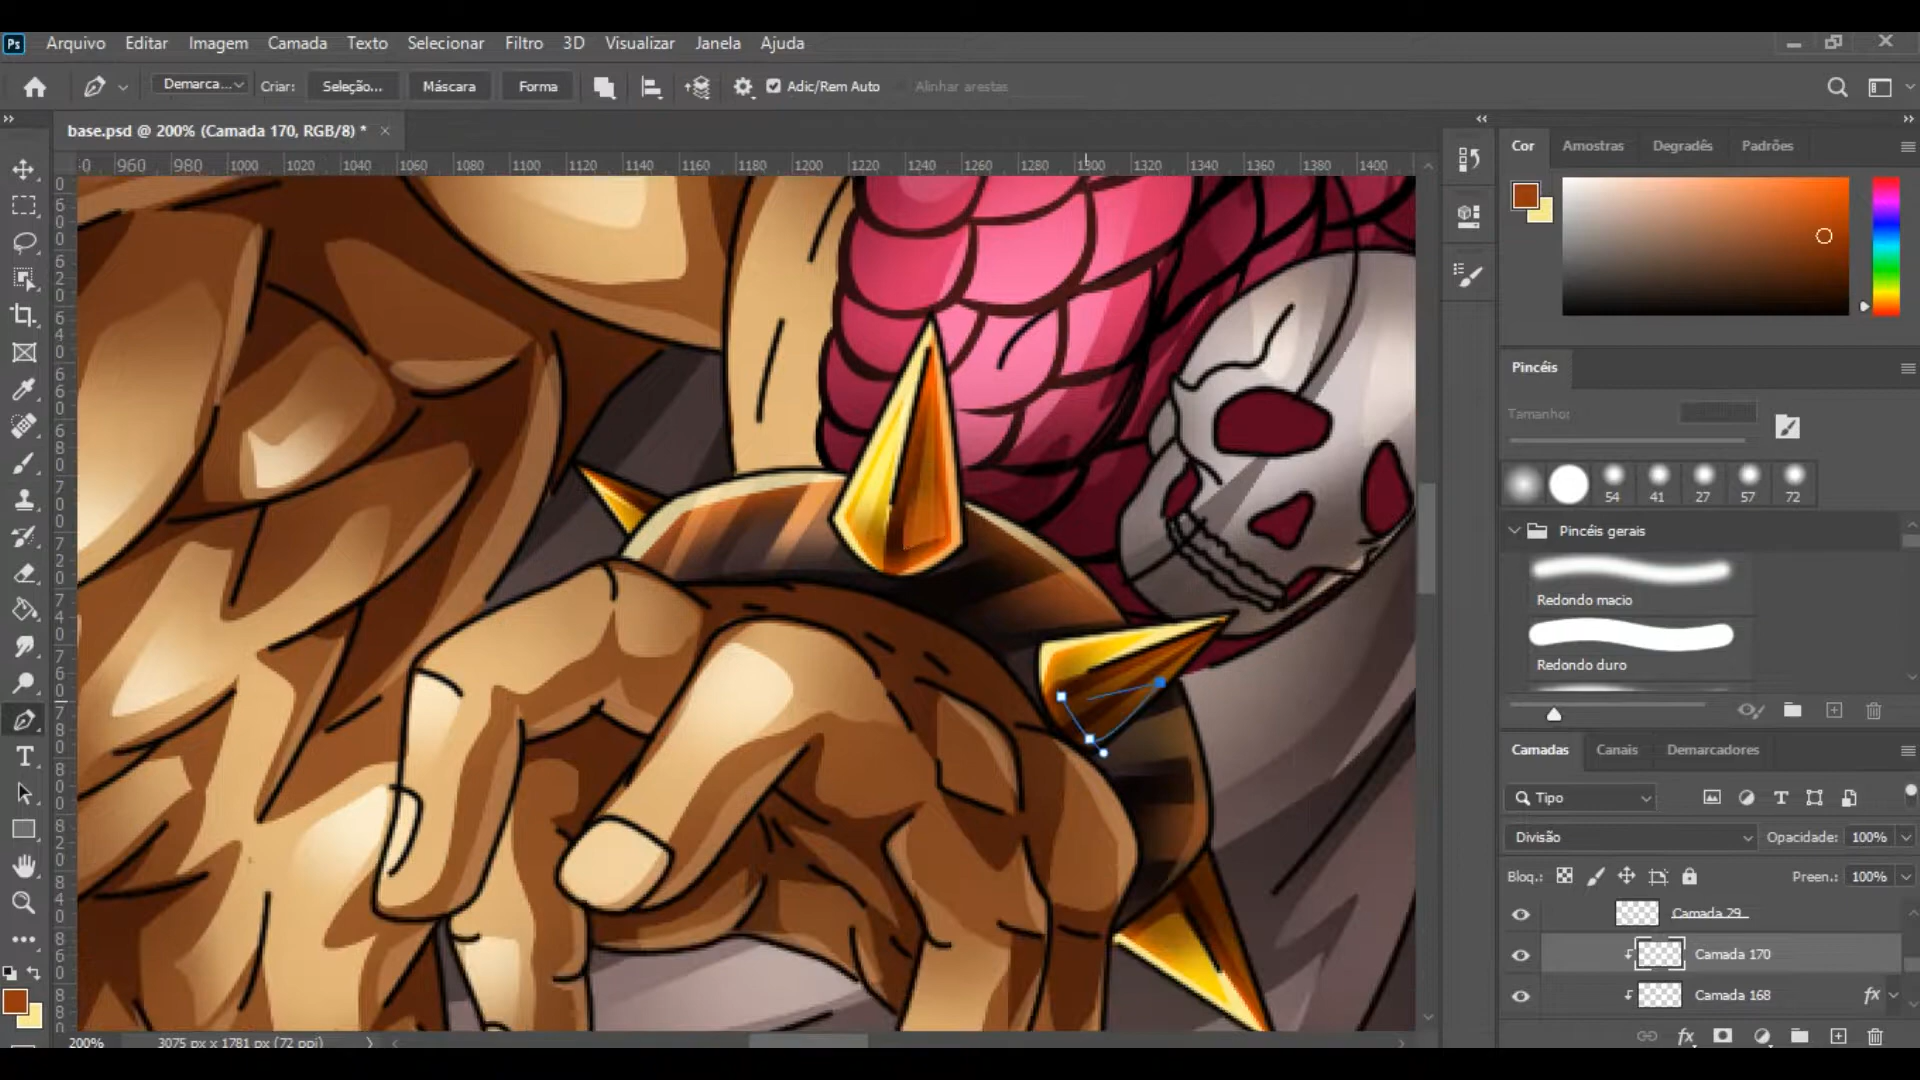 Ps Arquivo Editar Imagem Camada Texto Selecionar Filtro 3D Visualizar Janela Ajuda
Demarca... Criar: Seleção... Máscara Forma Adic/Rem Auto Alinhar arestas
base.psd @ 200% (Camada 170, RGB/8) *
0 960 980 1000 1020 1040 1060 1080 1100 1120 1140 1160 1180 1200 1220 1240 1260 1280 1300 1320 1340 1360 1380 1400
Cor Amostras Degradês Padrões
Pincéis
Tamanho:
54 41 27 57 72
Pincéis gerais
Redondo macio
Redondo duro
Camadas Canais Demarcadores
Tipo
Divisão Opacidade: 100%
Bloq.: Preen.: 100%
Camada 29
Camada 170
Camada 168 fx
fx
200% 3075 px x 1781 px (72 ppi)